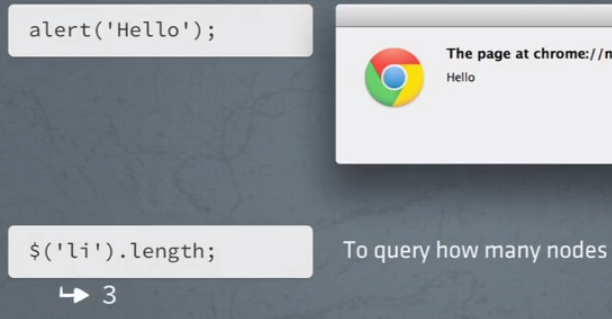 alert('Hello');
The page at chrome://n
Hello
$('li').length;
To query how many nodes
3